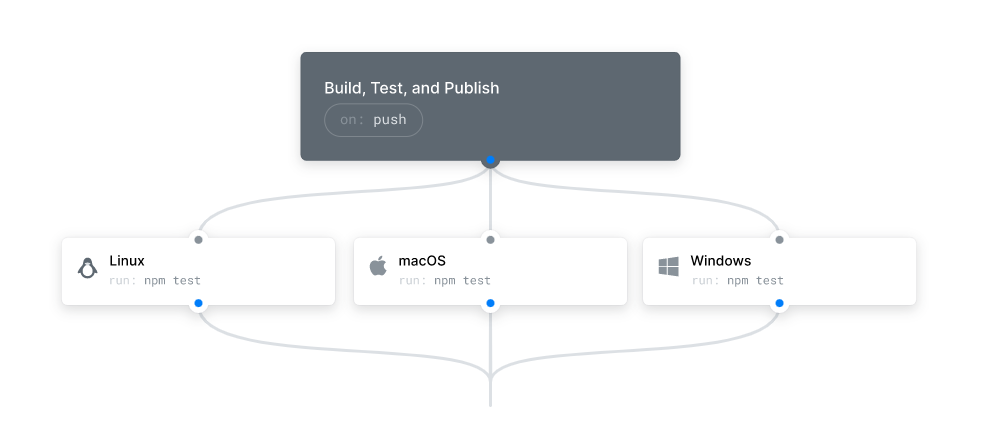 Build, Test, and Publish
on: push
Linux
run: npm test
macOS
run: npm test
Windows
run: npm test